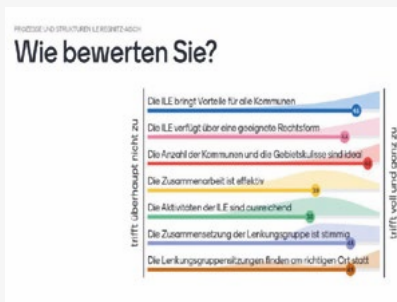 PROZESSE UND STRUKTUREN ILE REGNITZ-AISCH
Wie bewerten Sie?
trifft überhaupt nicht zu
Die ILE bringt Vorteile für alle Kommunen
Die ILE verfügt über eine geeignete Rechtsform
Die Anzahl der Kommunen und die Gebietskulisse sind ideal
Die Zusammenarbeit ist effektiv
Die Aktivitäten der ILE sind ausreichend
Die Zusammensetzung der Lenkungsgruppe ist stimmig
Die Lenkungsgruppensitzungen finden am richtigen Ort statt
trifft voll und ganz zu